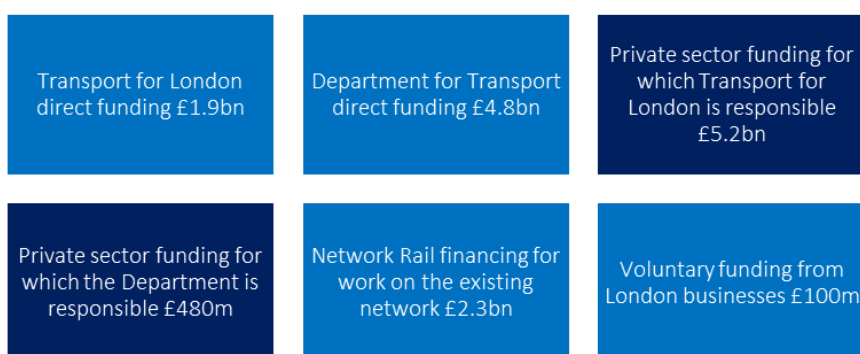 Transport for London
direct funding £1.9bn
Department for Transport
direct funding £4.8bn
Private sector funding for
which Transport for
London is responsible
£5.2bn
Private sector funding for
which the Department is
responsible £480m
Network Rail financing for
work on the existing
network £2.3bn
Voluntary funding from
London businesses £100m